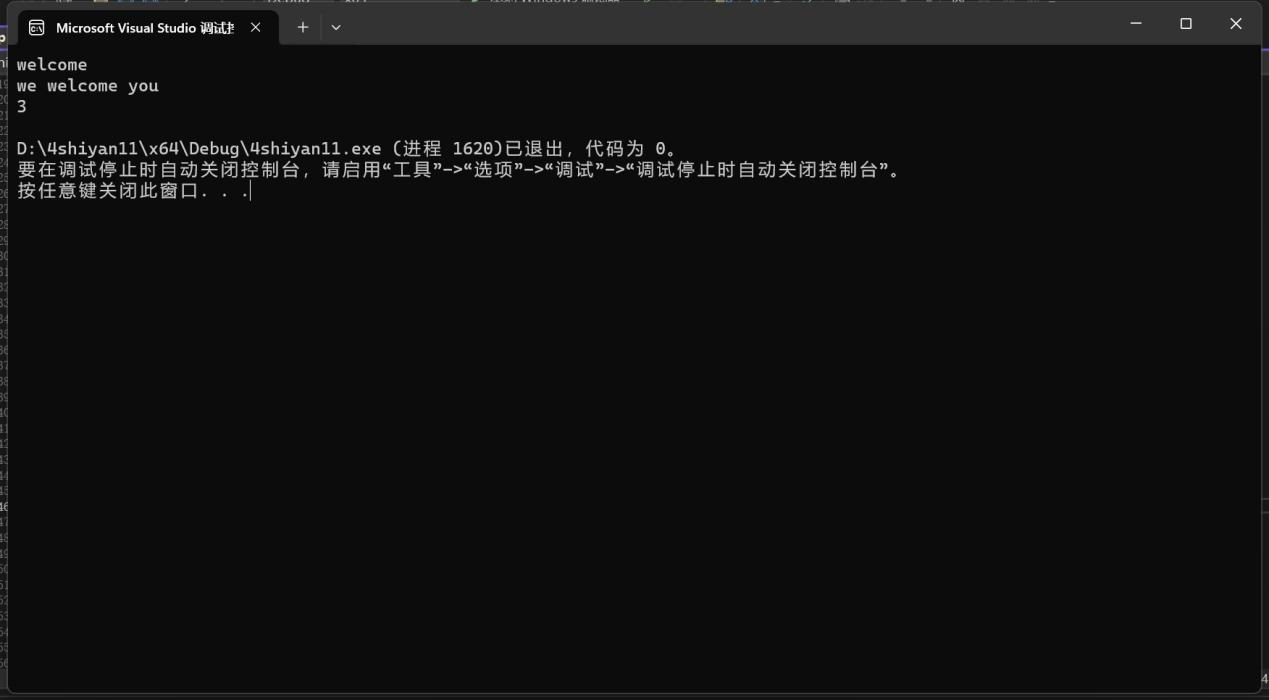 Microsoft Visual Studio 调试控
welcome
we welcome you
3
D:\4shiyan11\x64\Debug\4shiyan11.exe (进程 1620)已退出，代码为 0。
要在调试停止时自动关闭控制台，请启用“工具”->“选项”->“调试”->“调试停止时自动关闭控制台”。
按任意键关闭此窗口. . .